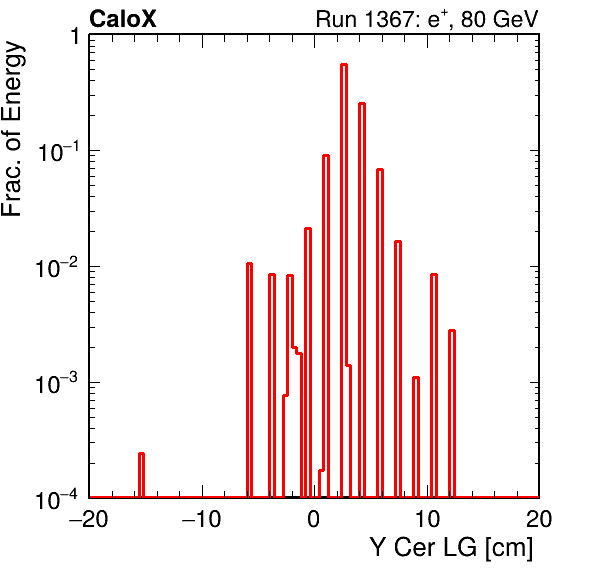 CaloX Run 1367: e⁺, 80 GeV
Frac. of Energy
1
10⁻¹
10⁻²
10⁻³
10⁻⁴
−20 −10 0 10 20
Y Cer LG [cm]